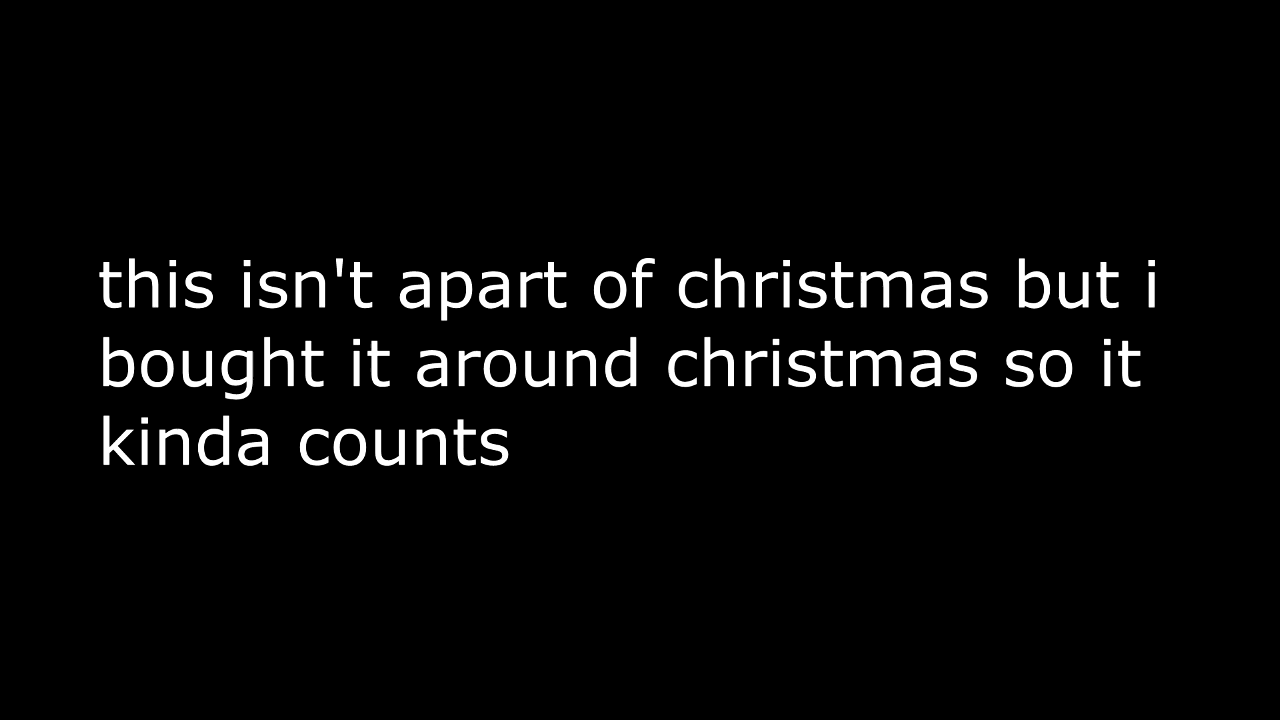 this isn't apart of christmas but i
bought it around christmas so it
kinda counts